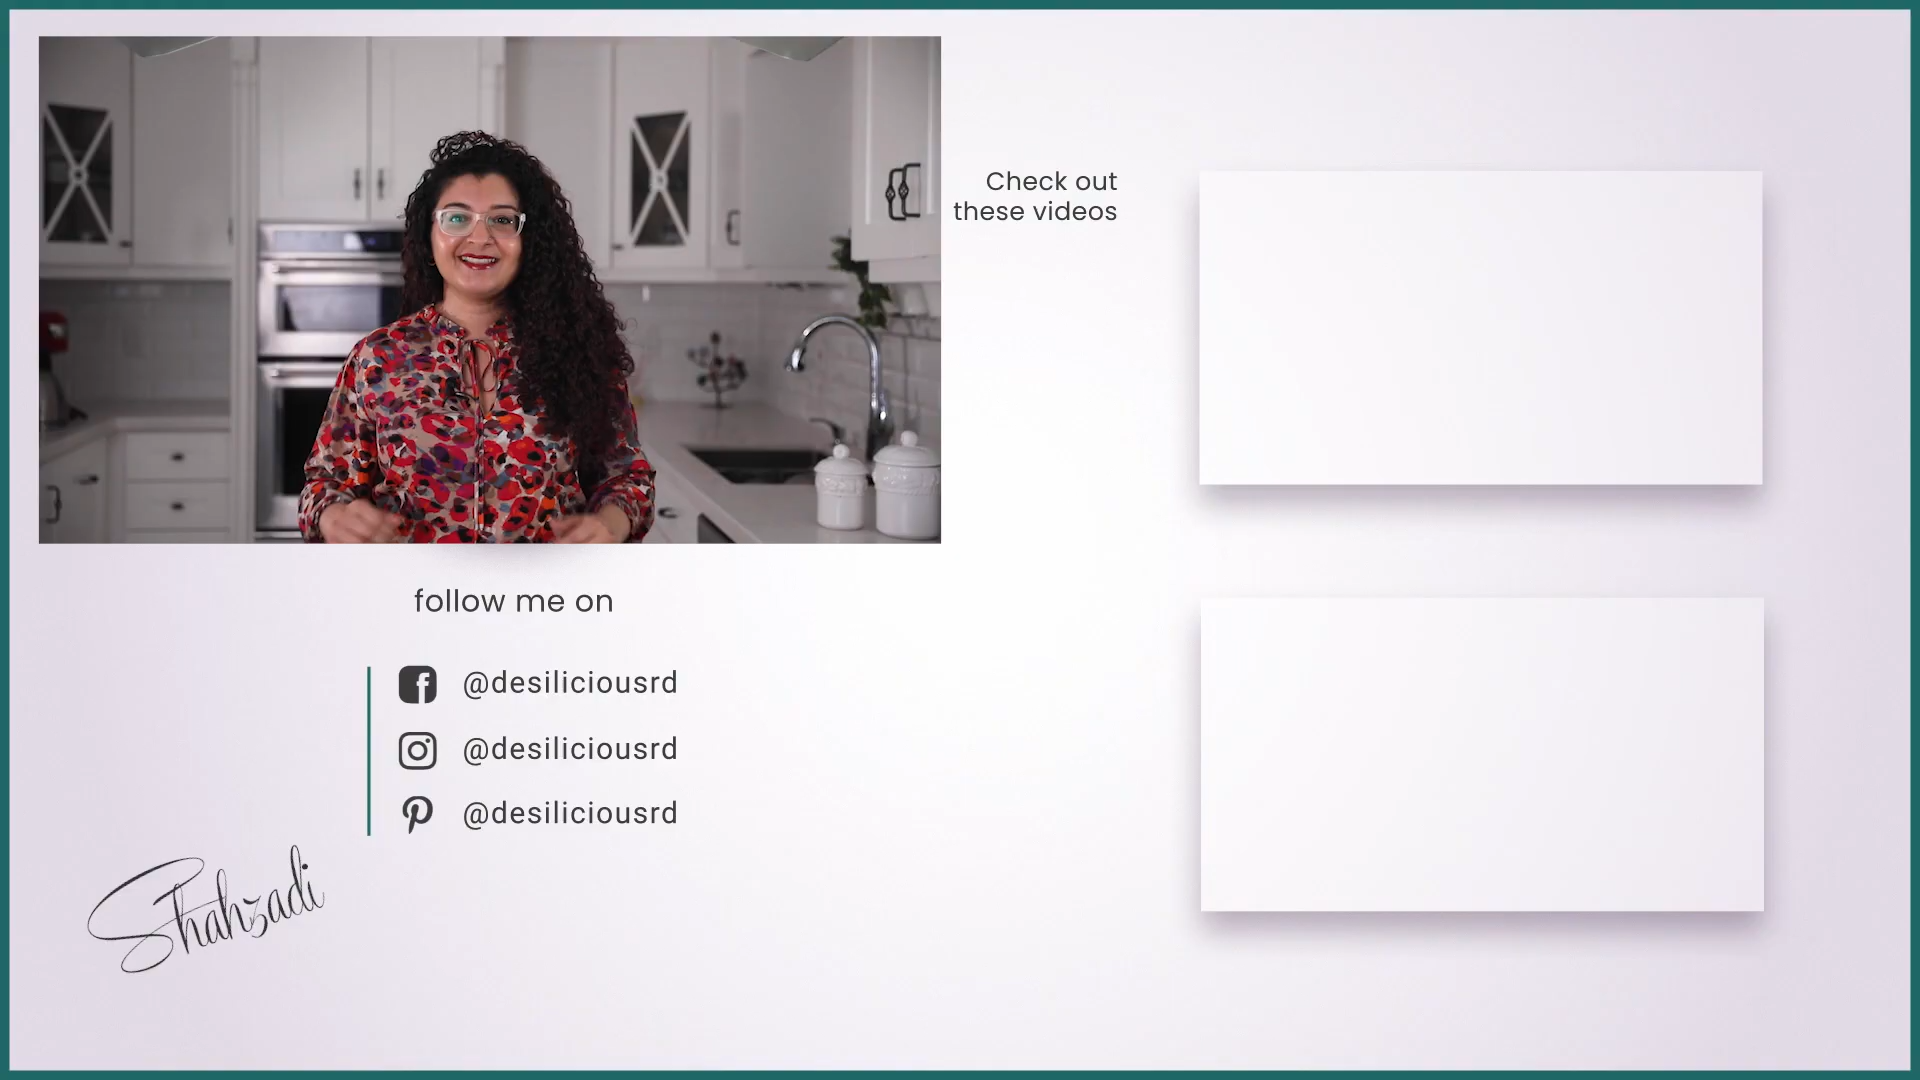 Check out
these videos
follow me on
@desiliciousrd
@desiliciousrd
@desiliciousrd
Shahzadi